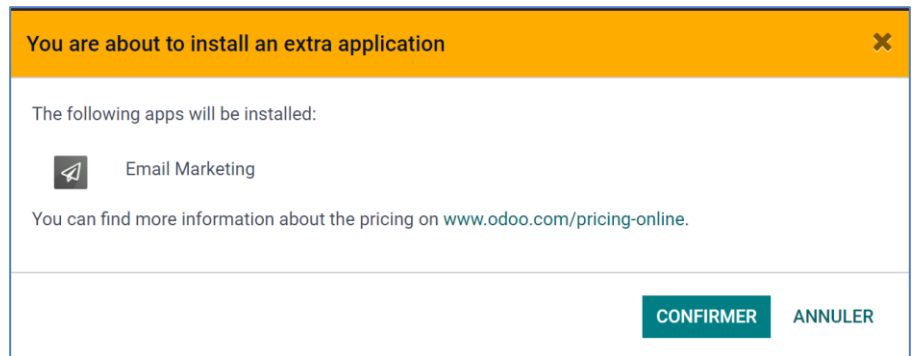 You are about to install an extra application
The following apps will be installed:
Email Marketing
You can find more information about the pricing on www.odoo.com/pricing-online.
CONFIRMER ANNULER